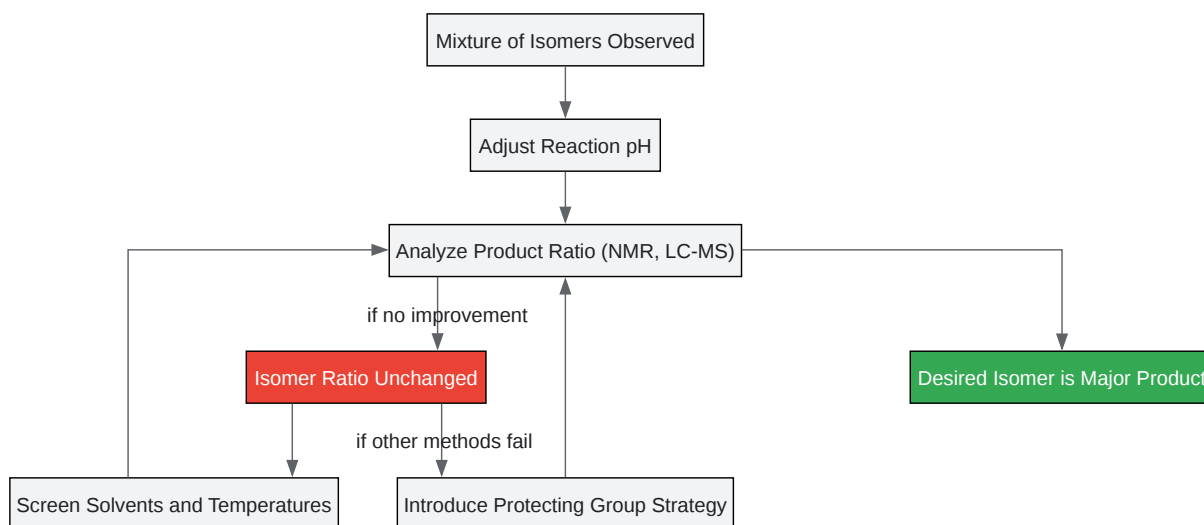 Mixture of Isomers Observed
Adjust Reaction pH
Analyze Product Ratio (NMR, LC-MS)
if no improvement
Isomer Ratio Unchanged
Desired Isomer is Major Product
if other methods fail
Screen Solvents and Temperatures
Introduce Protecting Group Strategy